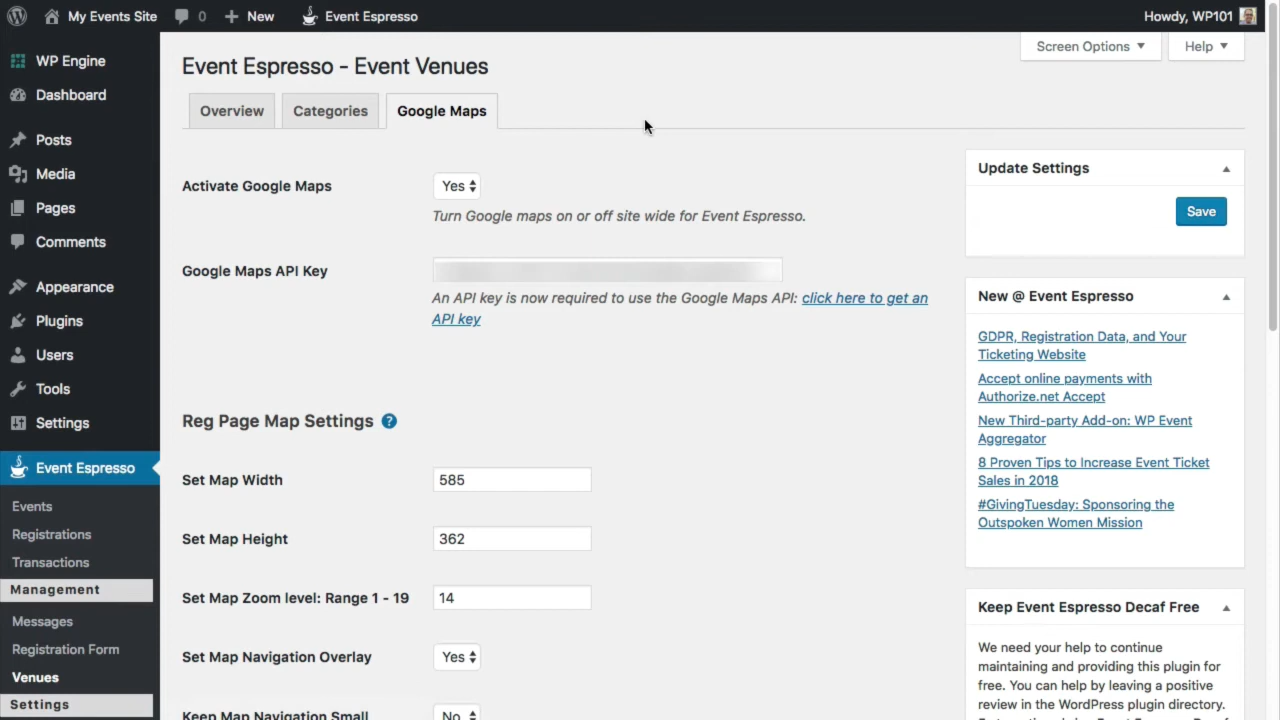 My Events Site
0
New
Event Espresso
Howdy, WP101
WP Engine
Dashboard
Posts
Media
Pages
Comments
Appearance
Plugins
Users
Tools
Settings
Event Espresso
Events
Registrations
Transactions
Management
Messages
Registration Form
Venues
Settings
Screen Options
Help
Event Espresso - Event Venues
Overview
Categories
Google Maps
Activate Google Maps
Yes
Turn Google maps on or off site wide for Event Espresso.
Google Maps API Key
An API key is now required to use the Google Maps API: click here to get an
API key
Reg Page Map Settings ?
Set Map Width
585
Set Map Height
362
Set Map Zoom level: Range 1 - 19
14
Set Map Navigation Overlay
Yes
Keep Map Navigation Small
No
Update Settings
Save
New @ Event Espresso
GDPR, Registration Data, and Your
Ticketing Website
Accept online payments with
Authorize.net Accept
New Third-party Add-on: WP Event
Aggregator
8 Proven Tips to Increase Event Ticket
Sales in 2018
#GivingTuesday: Sponsoring the
Outspoken Women Mission
Keep Event Espresso Decaf Free
We need your help to continue
maintaining and providing this plugin for
free. You can help by leaving a positive
review in the WordPress plugin directory.